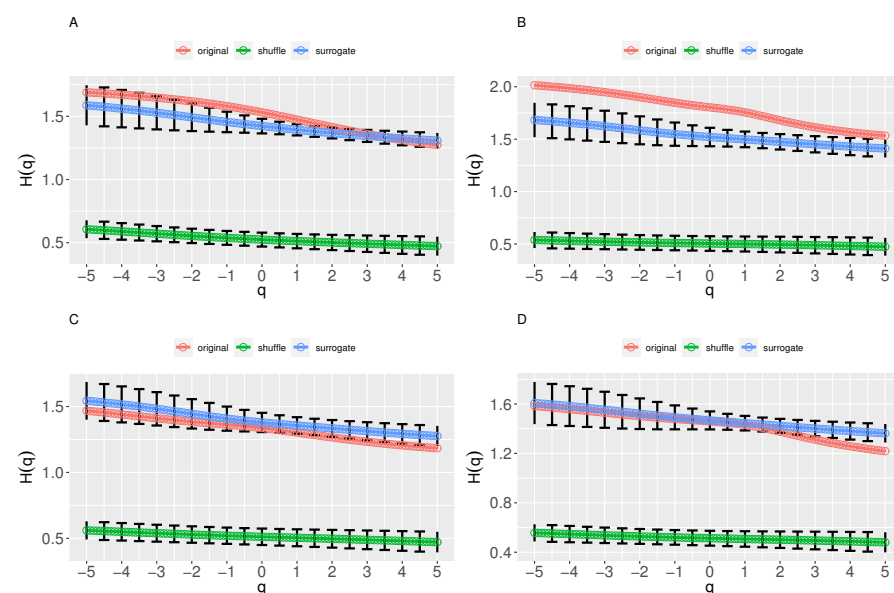 A
original shuffle surrogate
H(q)
1.5
1.0
0.5
−5 −4 −3 −2 −1 0 1 2 3 4 5
q
B
original shuffle surrogate
H(q)
2.0
1.5
1.0
0.5
−5 −4 −3 −2 −1 0 1 2 3 4 5
q
C
original shuffle surrogate
H(q)
1.5
1.0
0.5
−5 −4 −3 −2 −1 0 1 2 3 4 5
q
D
original shuffle surrogate
H(q)
1.6
1.2
0.8
0.4
−5 −4 −3 −2 −1 0 1 2 3 4 5
q